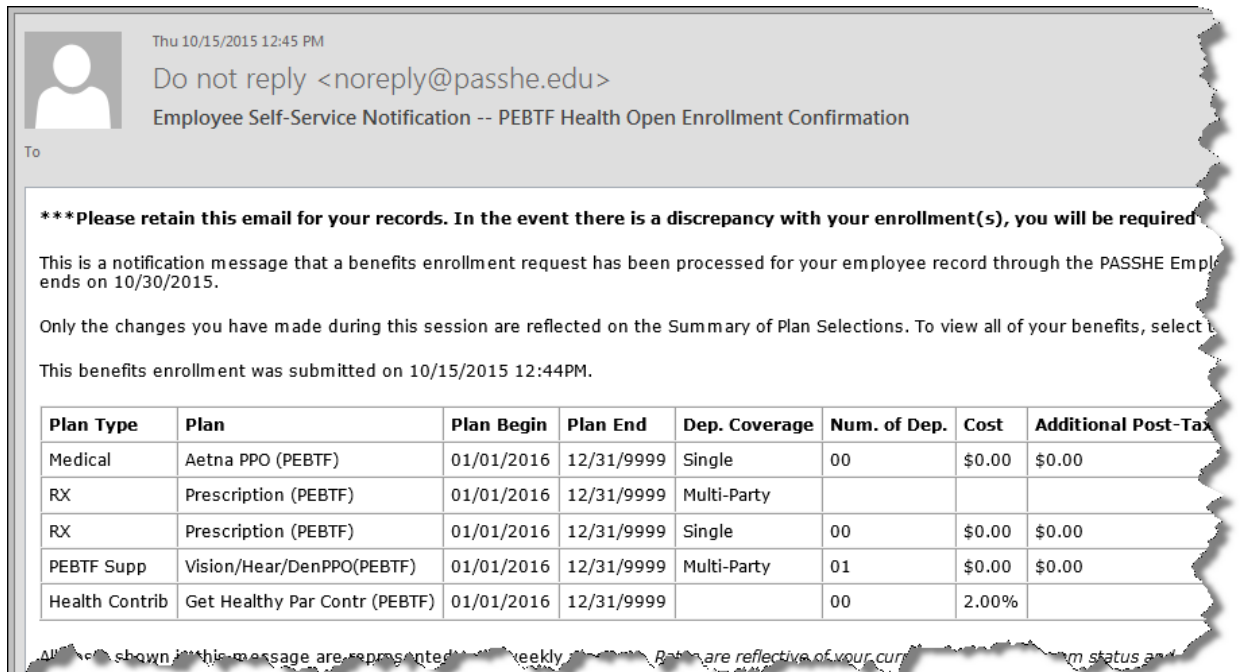 Thu 10/15/2015 12:45 PM
Do not reply <noreply@passhe.edu>
Employee Self-Service Notification -- PEBTF Health Open Enrollment Confirmation
To
***Please retain this email for your records. In the event there is a discrepancy with your enrollment(s), you will be required
This is a notification message that a benefits enrollment request has been processed for your employee record through the PASSHE
ends on 10/30/2015.
Only the changes you have made during this session are reflected on the Summary of Plan Selections. To view all of your benefits, select
This benefits enrollment was submitted on 10/15/2015 12:44PM.
Plan Type Plan Plan Begin Plan End Dep. Coverage Num. of Dep. Cost Additional Post-Tax
Medical Aetna PPO (PEBTF) 01/01/2016 12/31/9999 Single 00 $0.00 $0.00
RX Prescription (PEBTF) 01/01/2016 12/31/9999 Multi-Party
RX Prescription (PEBTF) 01/01/2016 12/31/9999 Single 00 $0.00 $0.00
PEBTF Supp Vision/Hear/DenPPO(PEBTF) 01/01/2016 12/31/9999 Multi-Party 01 $0.00 $0.00
Health Contrib Get Healthy Par Contr (PEBTF) 01/01/2016 12/31/9999 00 2.00%
shown in this message are represented are reflective of your status and